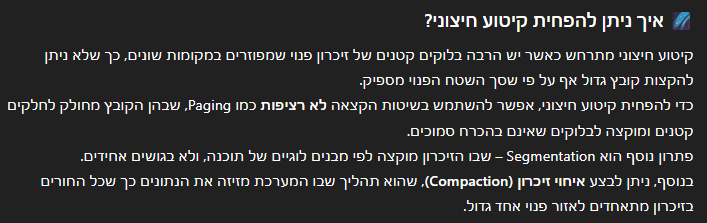 איך ניתן להפחית קיטוע חיצוני?
קיטוע חיצוני מתרחש כאשר יש הרבה בלוקים קטנים של זיכרון פנוי שמפוזרים במקומות שונים, כך שלא ניתן
להקצות קובץ גדול אף על פי שסך השטח הפנוי מספיק.
כדי להפחית קיטוע חיצוני, אפשר להשתמש בשיטות הקצאה לא רציפות כמו Paging, שבהן הקובץ מחולק לחלקים
קטנים ומוקצה לבלוקים שאינם בהכרח סמוכים.
פתרון נוסף הוא Segmentation – שבו הזיכרון מוקצה לפי מבנים לוגיים של תוכנה, ולא בגושים אחידים.
בנוסף, ניתן לבצע איחוי זיכרון (Compaction), שהוא תהליך שבו המערכת מזיזה את הנתונים כך שכל החורים
בזיכרון מתאחדים לאזור פנוי אחד גדול.